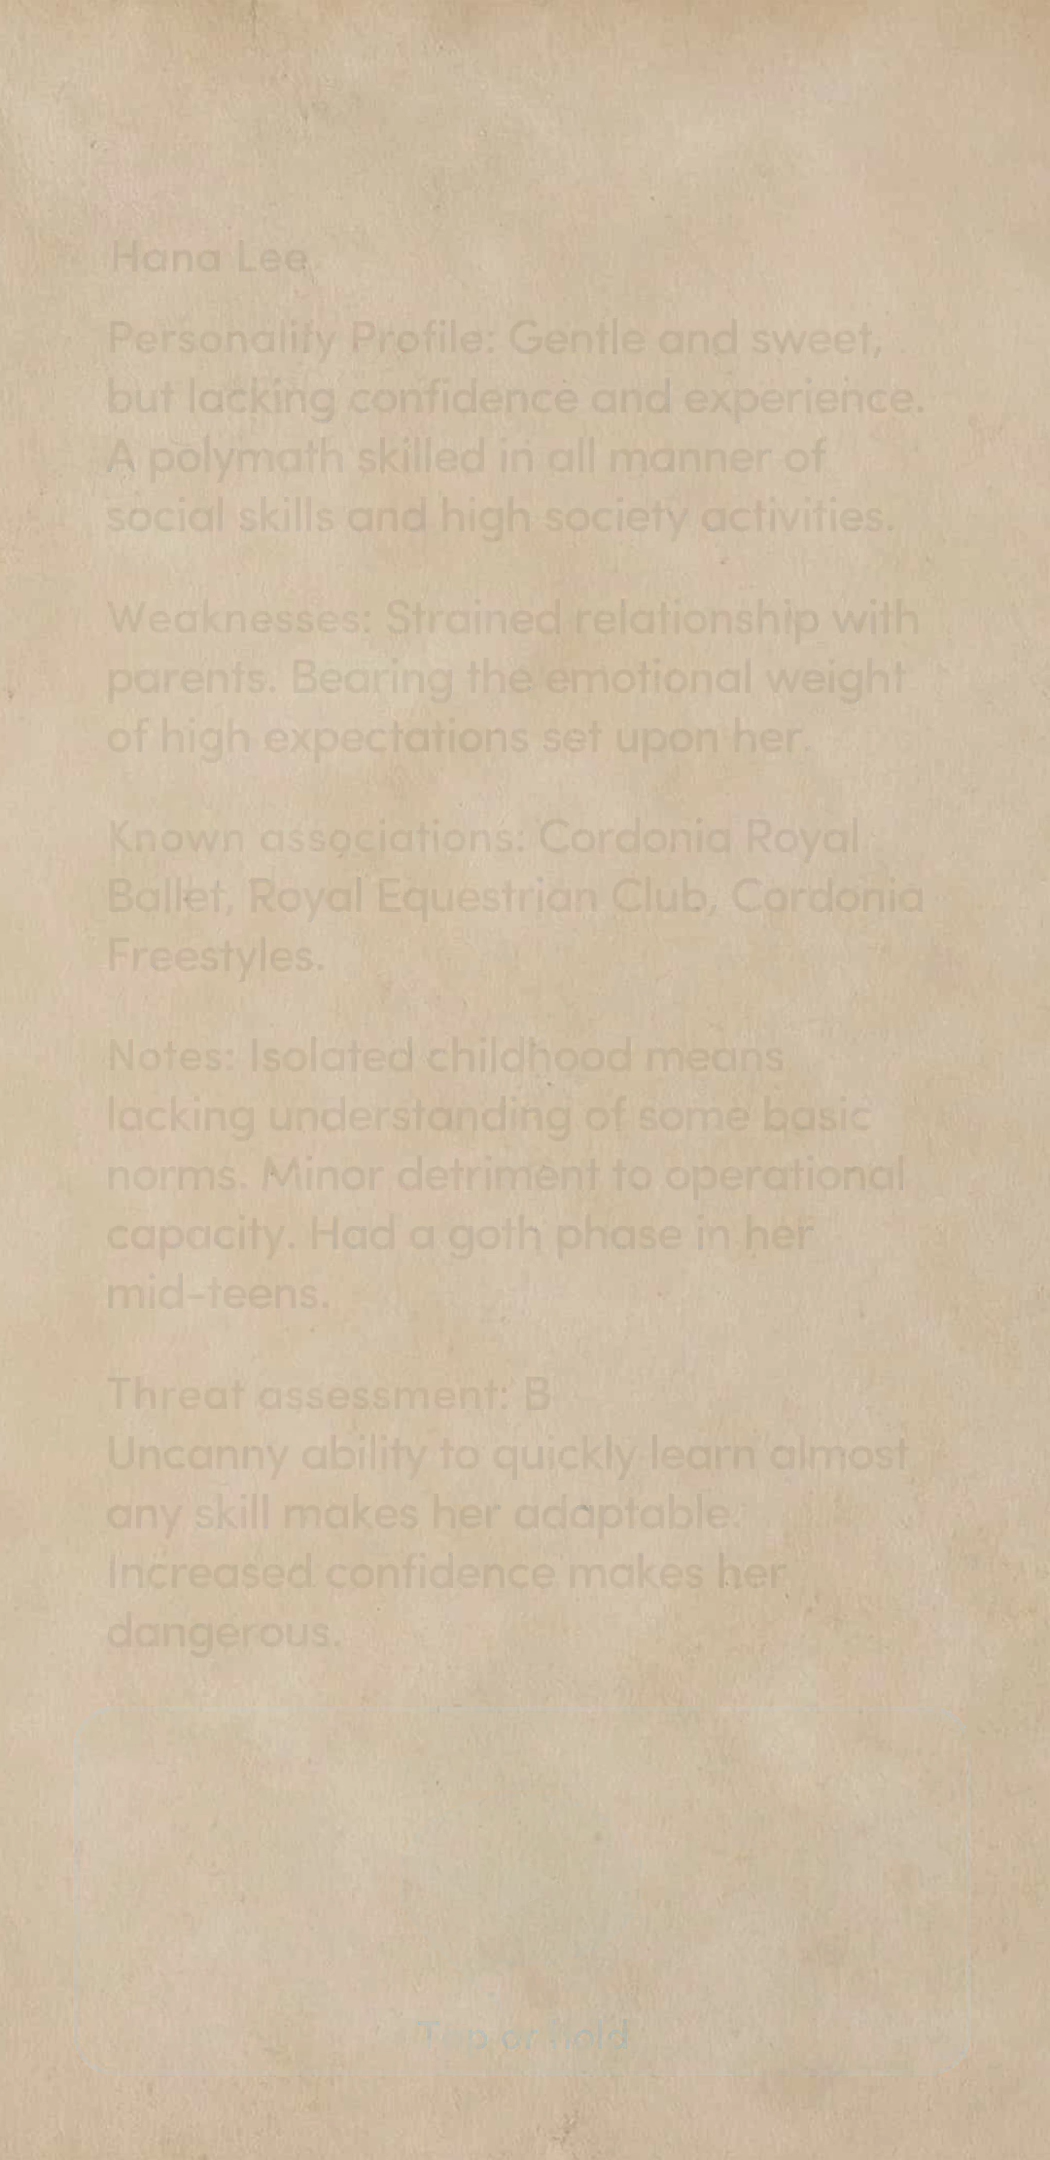 Hana Lee
Personality Profile: Gentle and sweet,
but lacking confidence and experience.
A polymath skilled in all manner of
social skills and high society activities.
Weaknesses: Strained relationship with
parents. Bearing the emotional weight
of high expectations set upon her.
Known associations: Cordonia Royal
Ballet, Royal Equestrian Club, Cordonia
Freestyles.
Notes: Isolated childhood means
lacking understanding of some basic
norms. Minor detriment to operational
capacity. Had a goth phase in her
mid-teens.
Threat assessment: B
Uncanny ability to quickly learn almost
any skill makes her adaptable.
Increased confidence makes her
dangerous.
Tap or hold